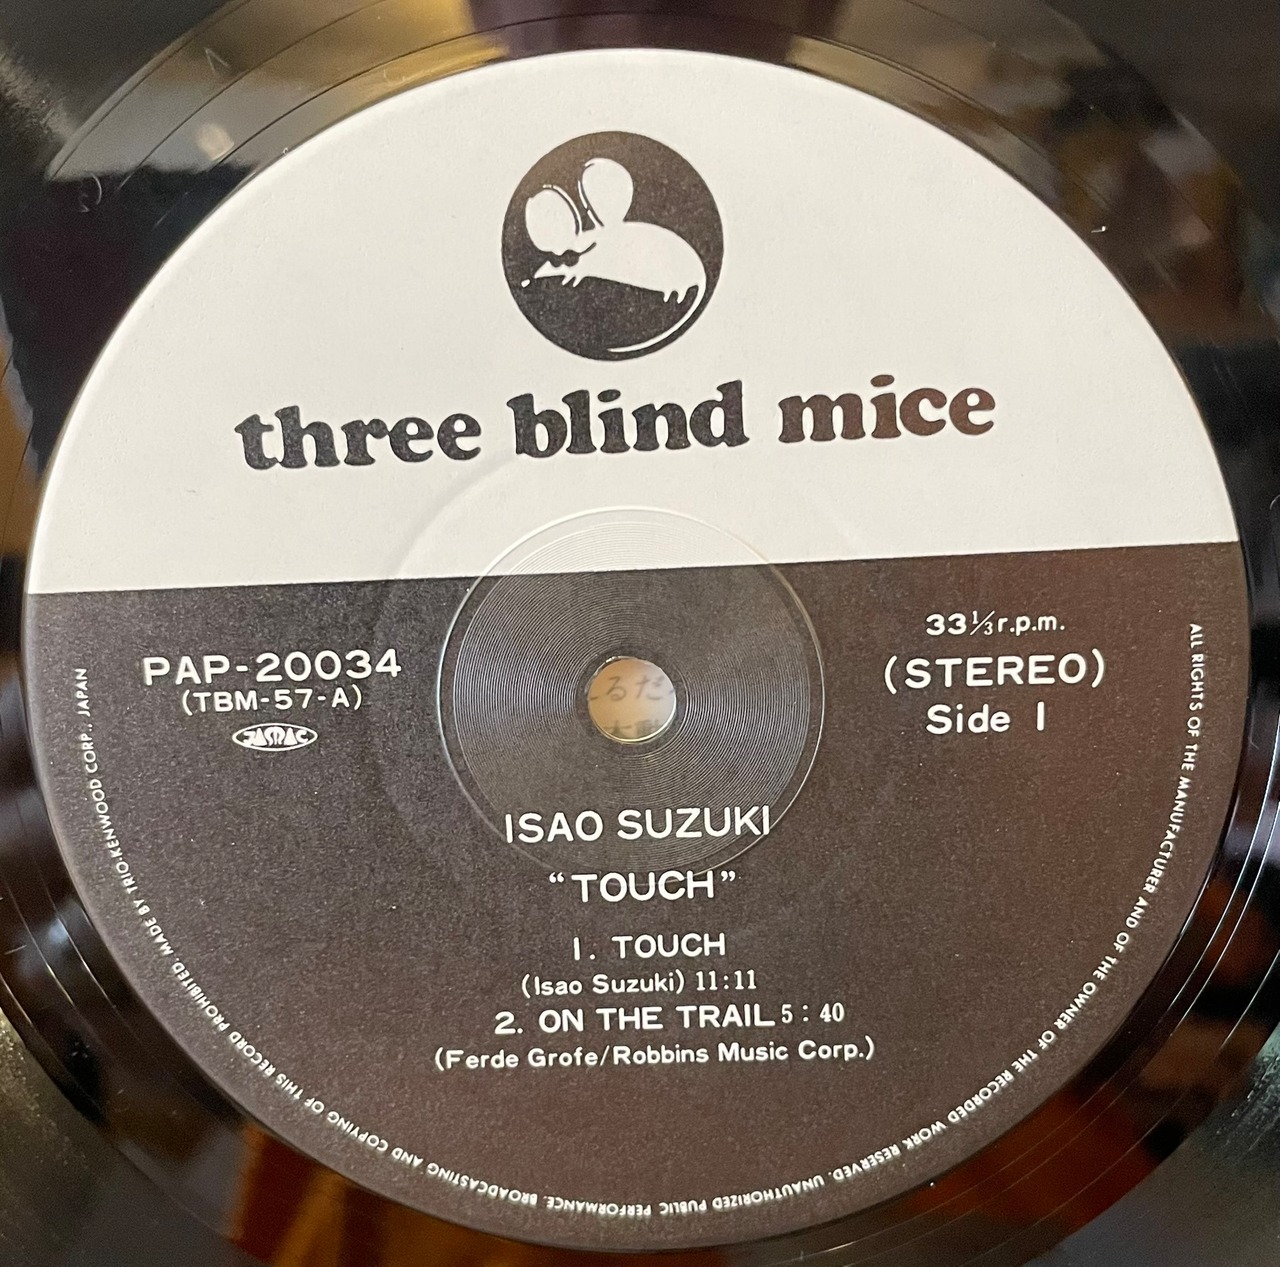 three blind mice
PAP-20034
(TBM-57-A)
JASRAC
33⅓ r.p.m.
(STEREO)
Side 1
るだ
ISAO SUZUKI
“TOUCH”
1. TOUCH
(Isao Suzuki) 11:11
2. ON THE TRAIL 5:40
(Ferde Grofe/Robbins Music Corp.)
ALL RIGHTS OF THE MANUFACTURER AND OF THE OWNER OF THE RECORDED WORK RESERVED. UNAUTHORIZED PUBLIC PERFORMANCE, BROADCASTING AND COPYING OF THIS RECORD PROHIBITED. MADE BY TRIO-KENWOOD CORP., JAPAN